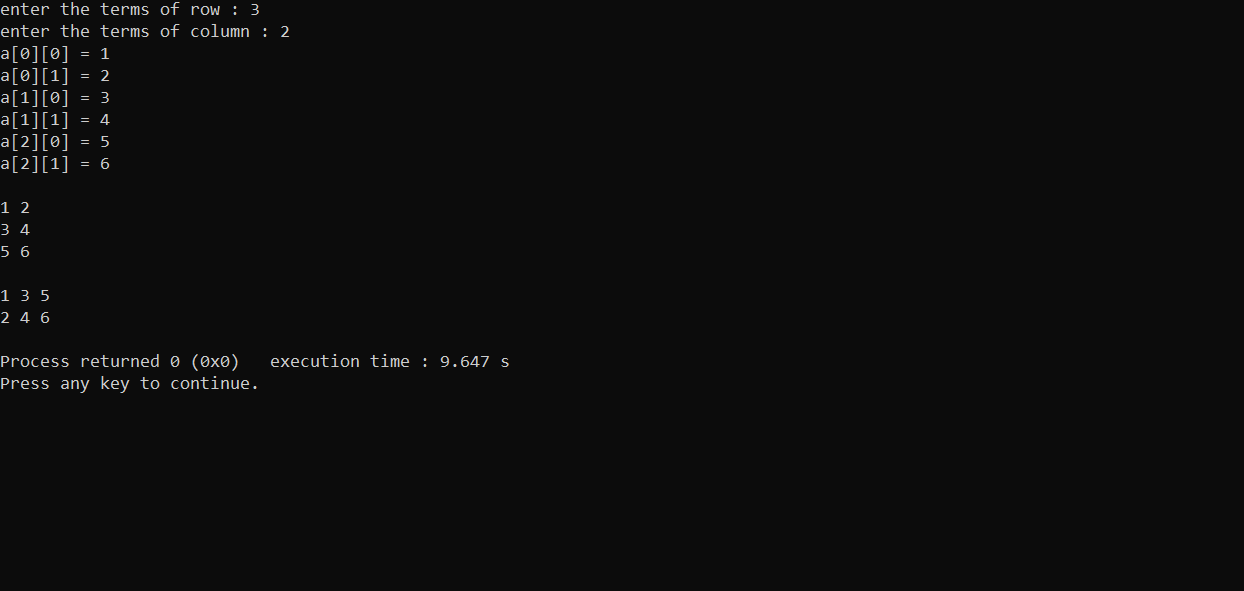 enter the terms of row : 3
enter the terms of column : 2
a[0][0] = 1
a[0][1] = 2
a[1][0] = 3
a[1][1] = 4
a[2][0] = 5
a[2][1] = 6
1 2
3 4
5 6
1 3 5
2 4 6
Process returned 0 (0x0)   execution time : 9.647 s
Press any key to continue.